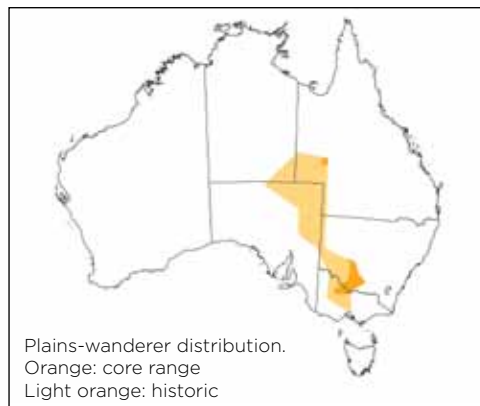 Plains-wanderer distribution.
Orange: core range
Light orange: historic